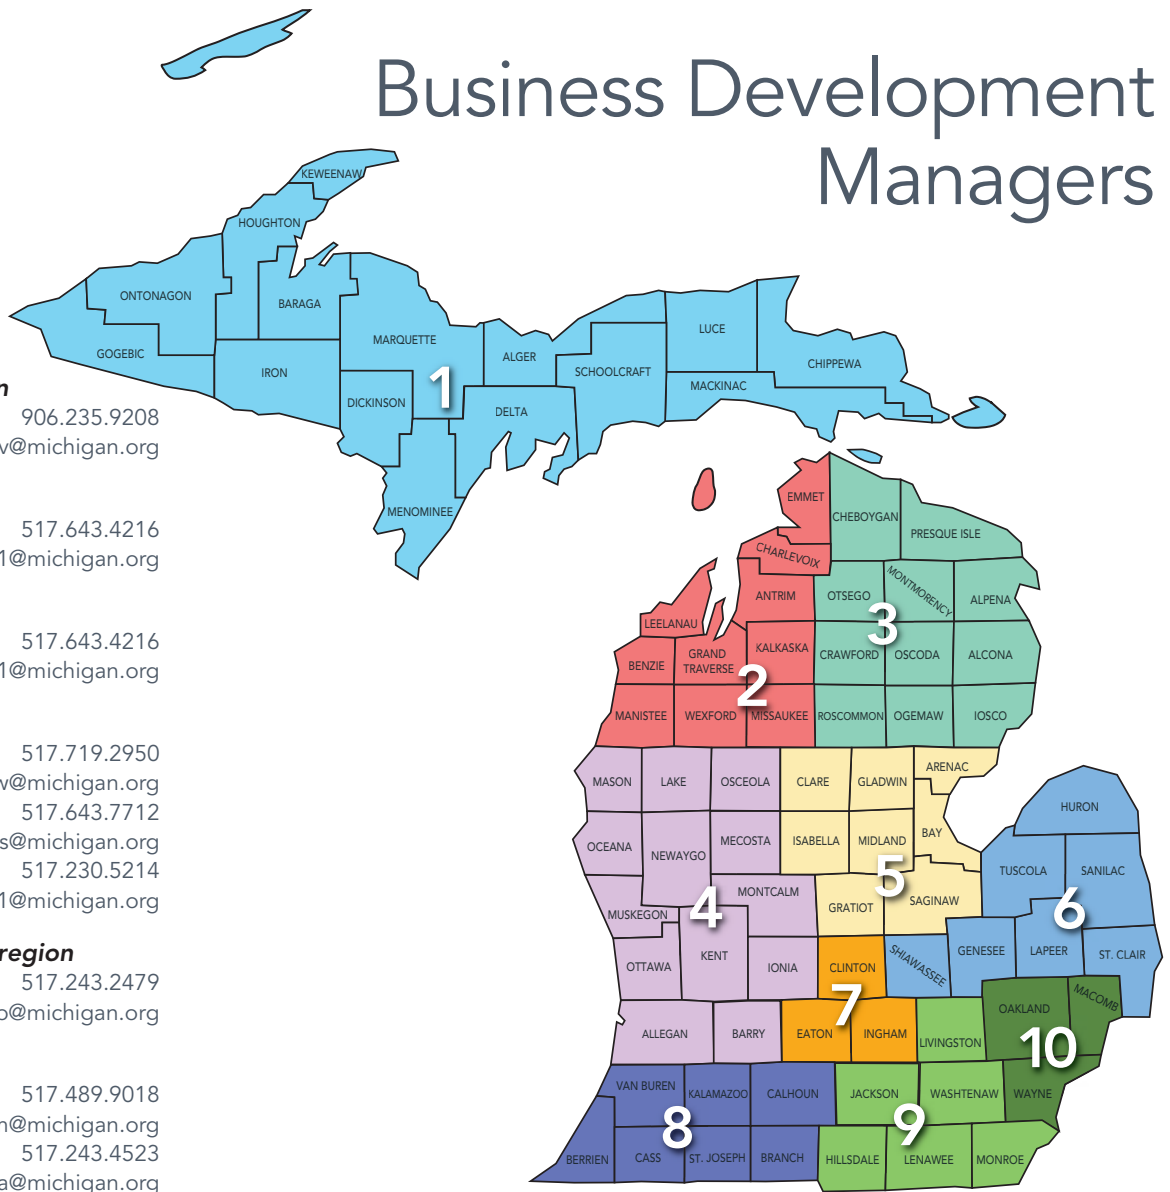 Business Development
Managers
n
906.235.9208
v@michigan.org
517.643.4216
1@michigan.org
517.643.4216
1@michigan.org
517.719.2950
w@michigan.org
517.643.7712
s@michigan.org
517.230.5214
1@michigan.org
region
517.243.2479
o@michigan.org
517.489.9018
n@michigan.org
517.243.4523
a@michigan.org
KEWEENAW
HOUGHTON
ONTONAGON
BARAGA
GOGEBIC
IRON
MARQUETTE
DICKINSON
1
ALGER
DELTA
MENOMINEE
SCHOOLCRAFT
LUCE
MACKINAC
CHIPPEWA
EMMET
CHEBOYGAN
PRESQUE ISLE
CHARLEVOIX
ANTRIM
OTSEGO
MONTMORENCY
ALPENA
3
LEELANAU
BENZIE
GRAND
TRAVERSE
KALKASKA
CRAWFORD
OSCODA
ALCONA
2
MANISTEE
WEXFORD
MISSAUKEE
ROSCOMMON
OGEMAW
IOSCO
MASON
LAKE
OSCEOLA
CLARE
GLADWIN
ARENAC
HURON
OCEANA
NEWAYGO
MECOSTA
ISABELLA
MIDLAND
BAY
TUSCOLA
SANILAC
5
MUSKEGON
4
MONTCALM
GRATIOT
SAGINAW
6
OTTAWA
KENT
IONIA
CLINTON
SHIAWASSEE
GENESEE
LAPEER
ST. CLAIR
7
ALLEGAN
BARRY
EATON
INGHAM
LIVINGSTON
OAKLAND
MACOMB
10
VAN BUREN
KALAMAZOO
CALHOUN
JACKSON
WASHTENAW
WAYNE
8
9
BERRIEN
CASS
ST. JOSEPH
BRANCH
HILLSDALE
LENAWEE
MONROE